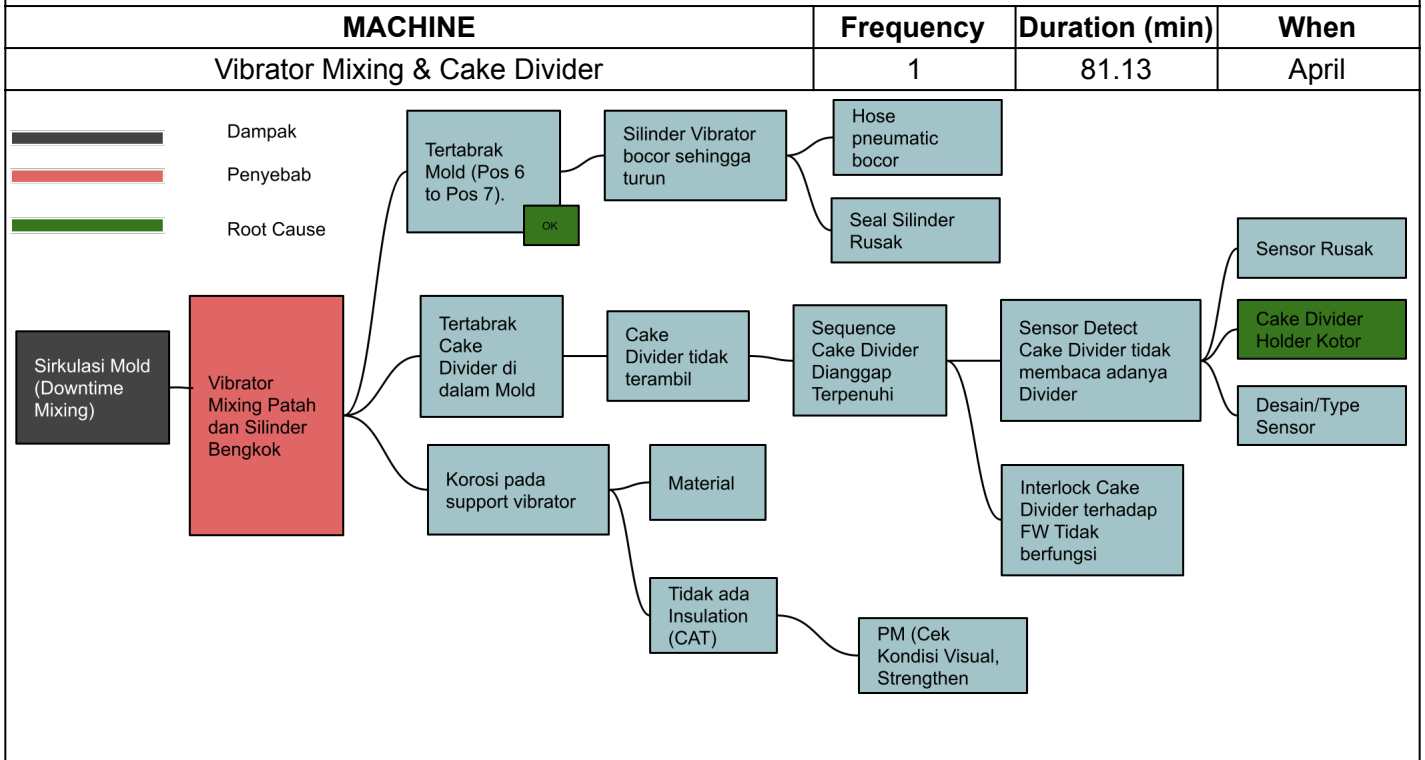 MACHINE Frequency Duration (min) When
Vibrator Mixing & Cake Divider 1 81.13 April
Dampak
Penyebab
Root Cause
Sirkulasi Mold
(Downtime
Mixing)
Vibrator
Mixing Patah
dan Silinder
Bengkok
Tertabrak
Mold (Pos 6
to Pos 7).
OK
Silinder Vibrator
bocor sehingga
turun
Hose
pneumatic
bocor
Seal Silinder
Rusak
Tertabrak
Cake
Divider di
dalam Mold
Cake
Divider tidak
terambil
Sequence
Cake Divider
Dianggap
Terpenuhi
Sensor Detect
Cake Divider tidak
membaca adanya
Divider
Sensor Rusak
Cake Divider
Holder Kotor
Desain/Type
Sensor
Interlock Cake
Divider terhadap
FW Tidak
berfungsi
Korosi pada
support vibrator
Material
Tidak ada
Insulation
(CAT)
PM (Cek
Kondisi Visual,
Strengthen